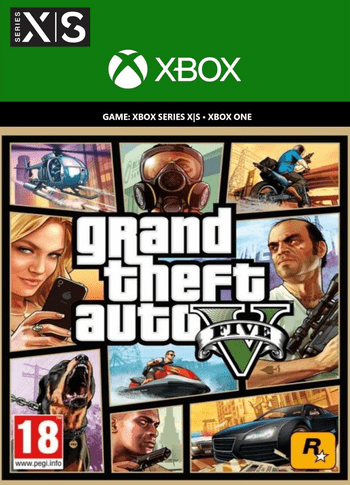 SERIES X|S
XBOX
GAME: XBOX SERIES X|S • XBOX ONE
grand
theft
auto V
FIVE
18
www.pegi.info
R